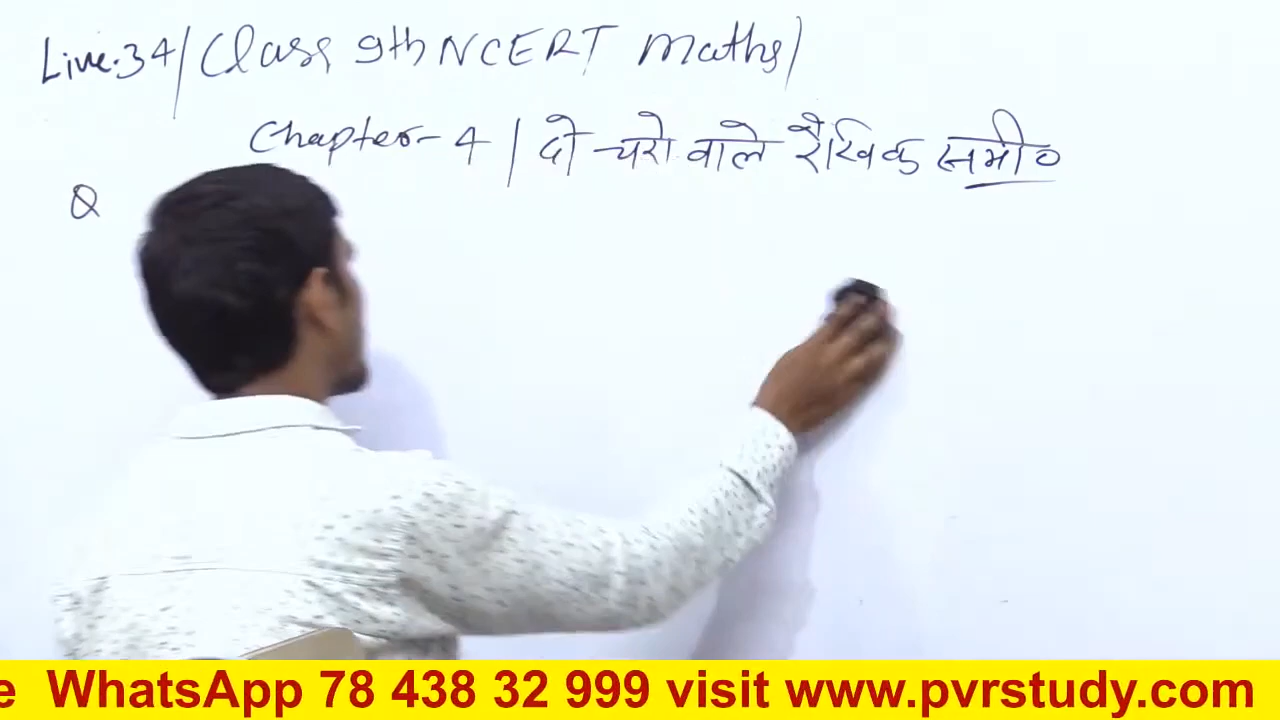 Live.34/Class 9th NCERT Maths/
Chapter-4/दो चरो वाले रैखिक समी०
Q
e WhatsApp 78 438 32 999 visit www.pvrstudy.com